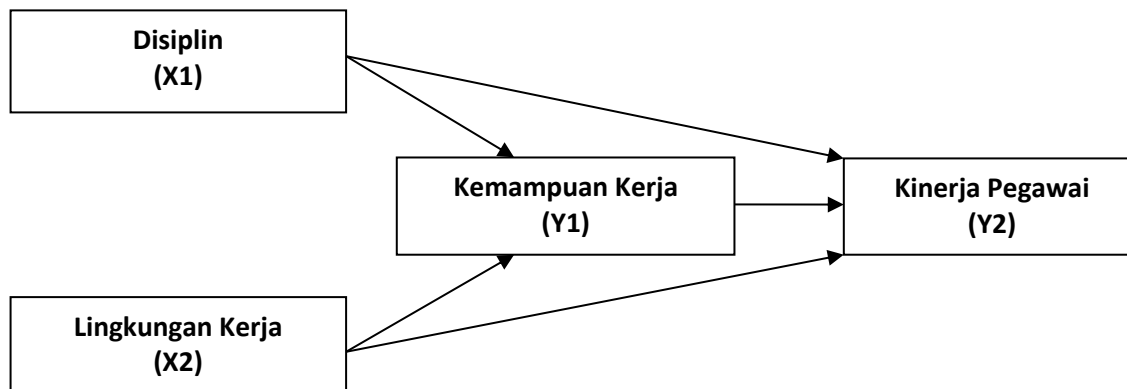 Disiplin
(X1)
Kemampuan Kerja
(Y1)
Kinerja Pegawai
(Y2)
Lingkungan Kerja
(X2)